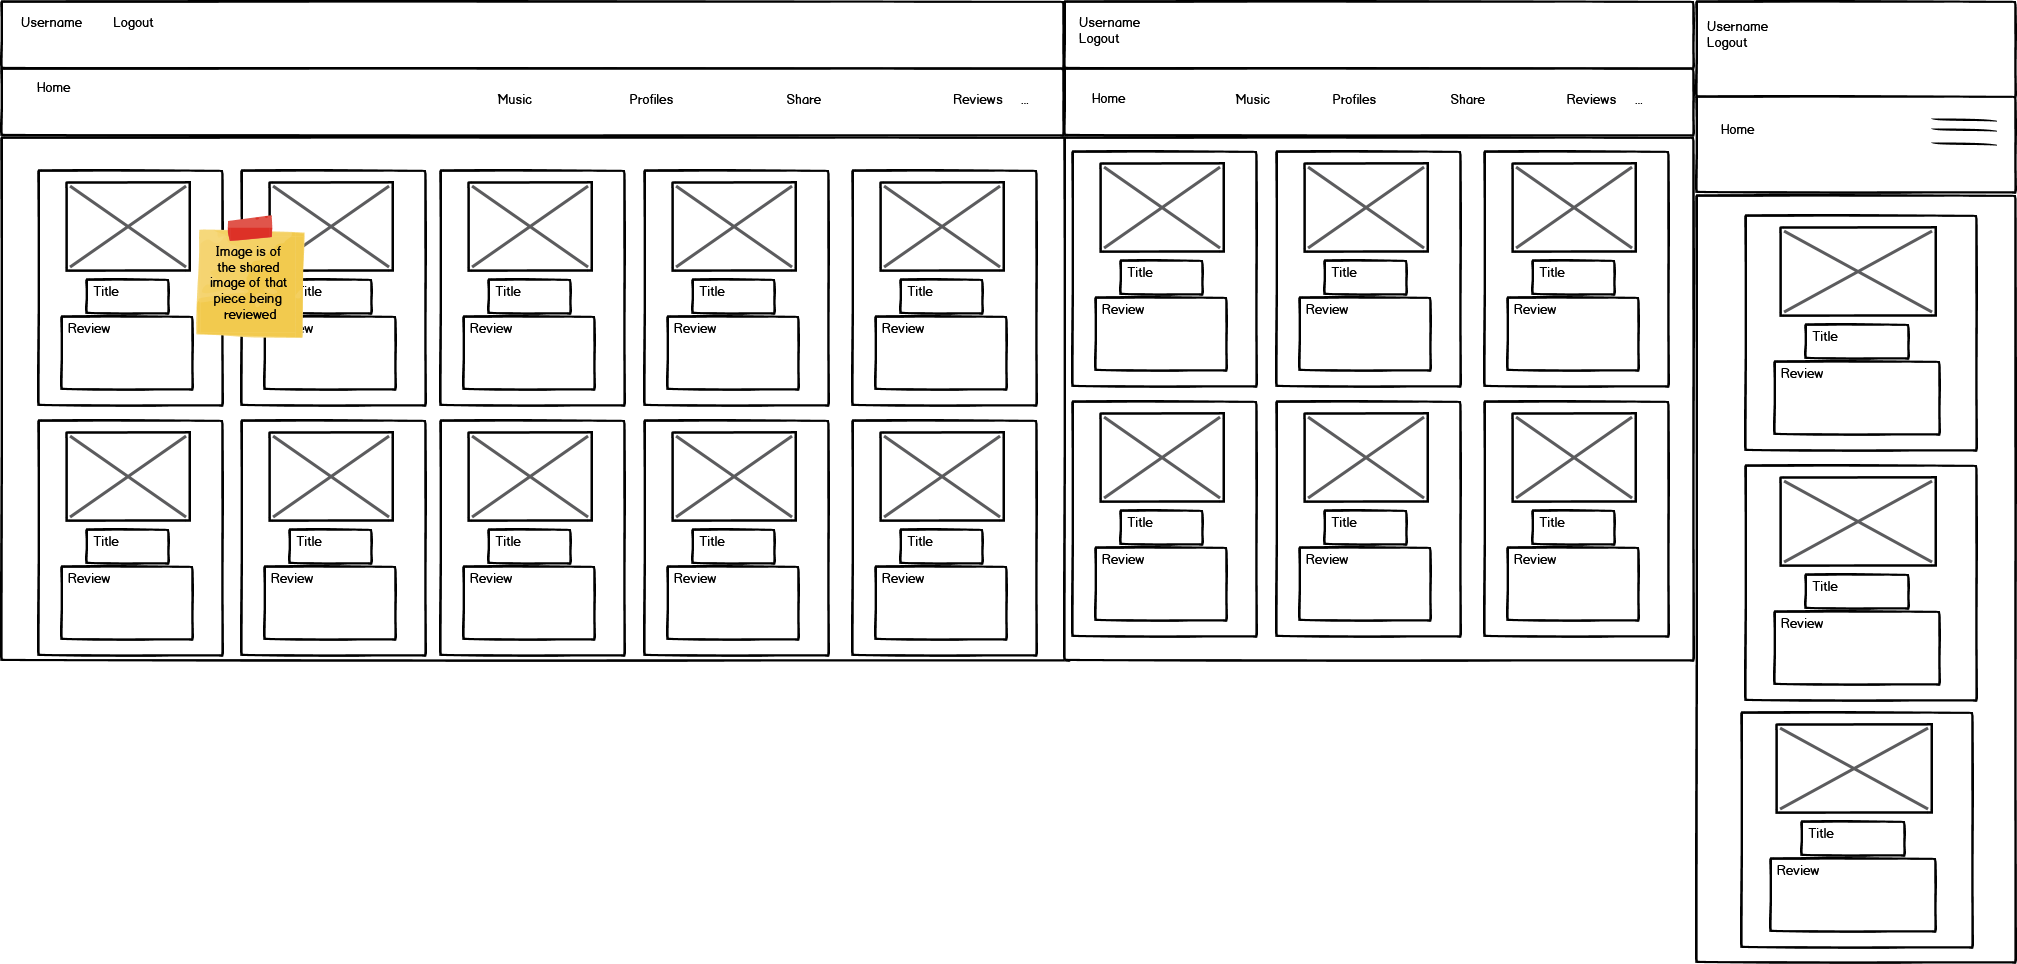 Username Logout
Home Music Profiles Share Reviews ...
Image is of
the shared
image of that
piece being
reviewed
Title
Title Title Title Title
Review
Review Review Review
Title Title Title Title Title
Review Review Review Review Review
Username
Logout
Home Music Profiles Share Reviews ...
Title Title Title
Review Review Review
Title Title Title
Review Review Review
Username
Logout
Home
Title
Review
Title
Review
Title
Review